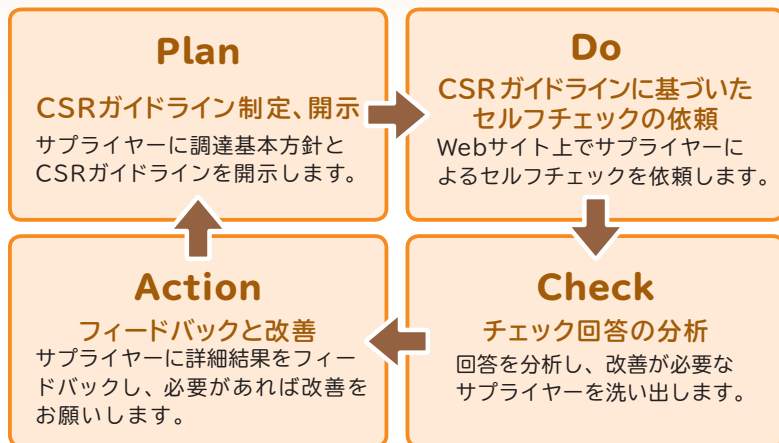 Plan
CSRガイドライン制定、開示
サプライヤーに調達基本方針と
CSRガイドラインを開示します。
Do
CSRガイドラインに基づいた
セルフチェックの依頼
Webサイト上でサプライヤーに
よるセルフチェックを依頼します。
Action
フィードバックと改善
サプライヤーに詳細結果をフィー
ドバックし、必要があれば改善を
お願いします。
Check
チェック回答の分析
回答を分析し、改善が必要な
サプライヤーを洗い出します。